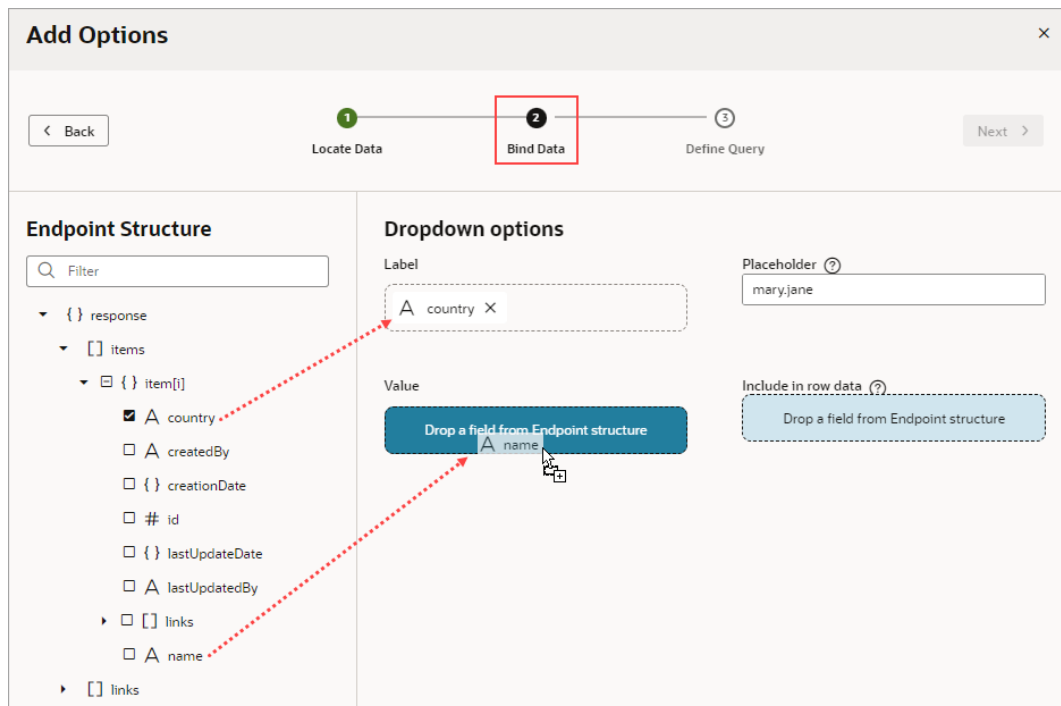 Add Options
Back
1
2
3
Next
Locate Data
Bind Data
Define Query
Endpoint Structure
Filter
{ } response
[ ] items
{ } item[i]
A country
A createdBy
{ } creationDate
# id
{ } lastUpdateDate
A lastUpdatedBy
[ ] links
A name
[ ] links
Dropdown options
Label
A country
Placeholder ?
mary.jane
Value
Drop a field from Endpoint structure
A name
Include in row data ?
Drop a field from Endpoint structure